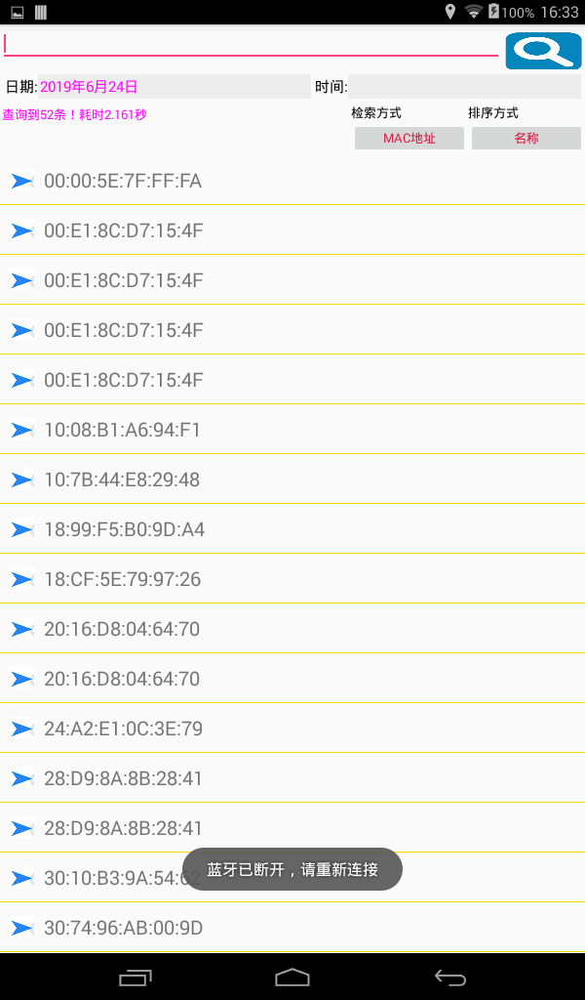 100% 16:33
日期: 2019年6月24日 时间:
查询到52条！耗时2.161秒 检索方式 排序方式
MAC地址 名称
00:00:5E:7F:FF:FA
00:E1:8C:D7:15:4F
00:E1:8C:D7:15:4F
00:E1:8C:D7:15:4F
00:E1:8C:D7:15:4F
10:08:B1:A6:94:F1
10:7B:44:E8:29:48
18:99:F5:B0:9D:A4
18:CF:5E:79:97:26
20:16:D8:04:64:70
20:16:D8:04:64:70
24:A2:E1:0C:3E:79
28:D9:8A:8B:28:41
28:D9:8A:8B:28:41
蓝牙已断开，请重新连接
30:10:B3:9A:54:62
30:74:96:AB:00:9D